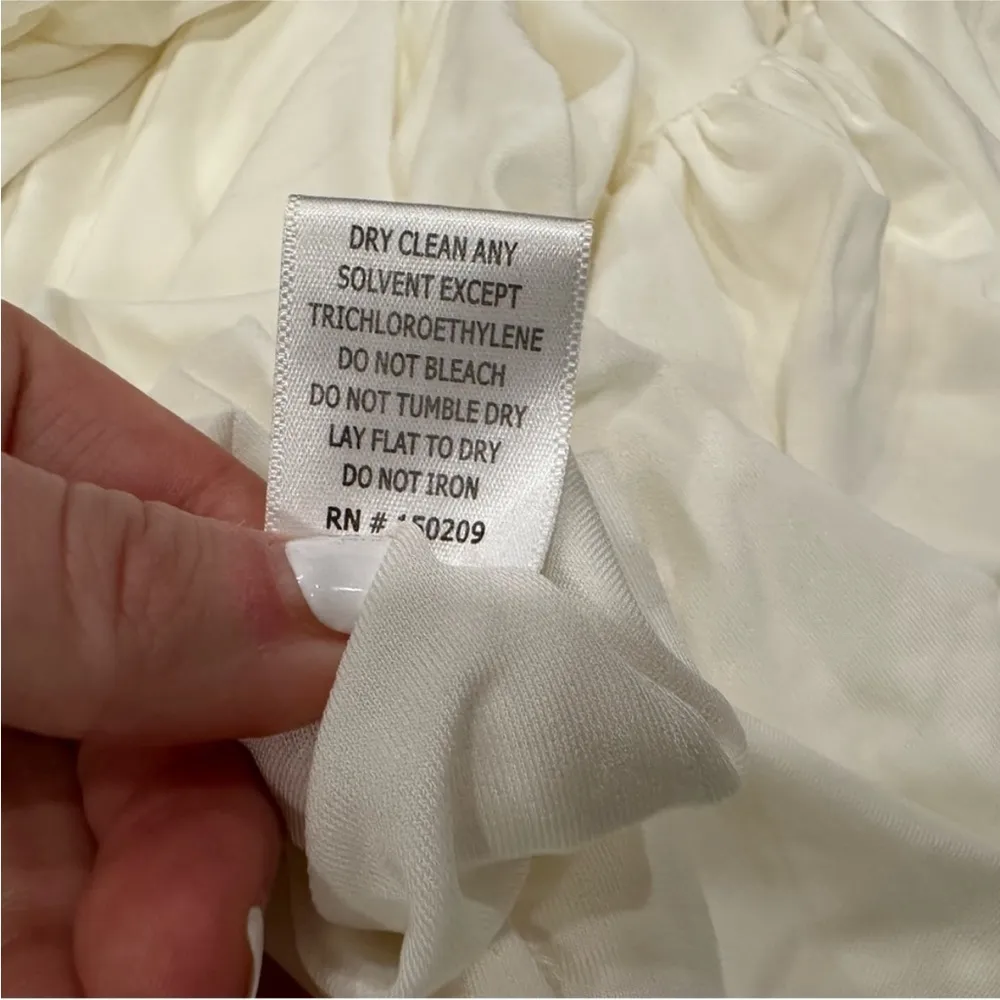 DRY CLEAN ANY
SOLVENT EXCEPT
TRICHLOROETHYLENE
DO NOT BLEACH
DO NOT TUMBLE DRY
LAY FLAT TO DRY
DO NOT IRON
RN #